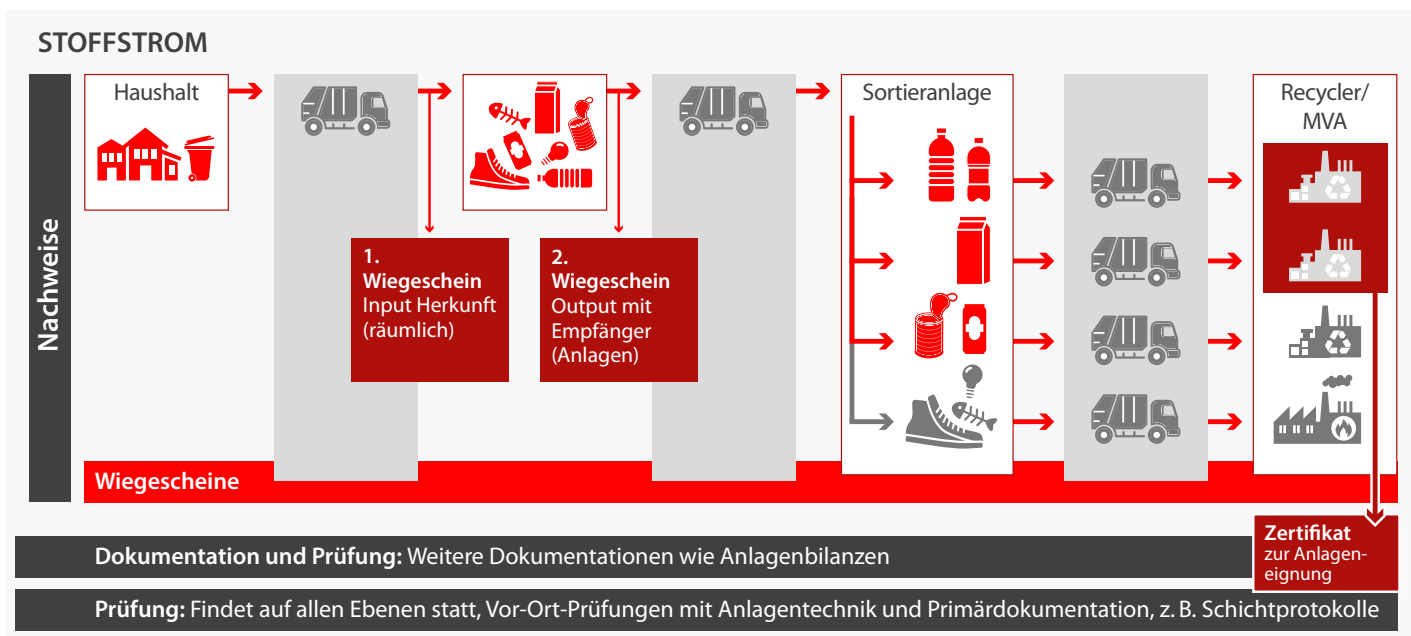 STOFFSTROM
Nachweise
Haushalt
Sortieranlage
Recycler/
MVA
1.
Wiegeschein
Input Herkunft
(räumlich)
2.
Wiegeschein
Output mit
Empfänger
(Anlagen)
Wiegescheine
Zertifikat
zur Anlagen-
eignung
Dokumentation und Prüfung: Weitere Dokumentationen wie Anlagenbilanzen
Prüfung: Findet auf allen Ebenen statt, Vor-Ort-Prüfungen mit Anlagentechnik und Primärdokumentation, z. B. Schichtprotokolle